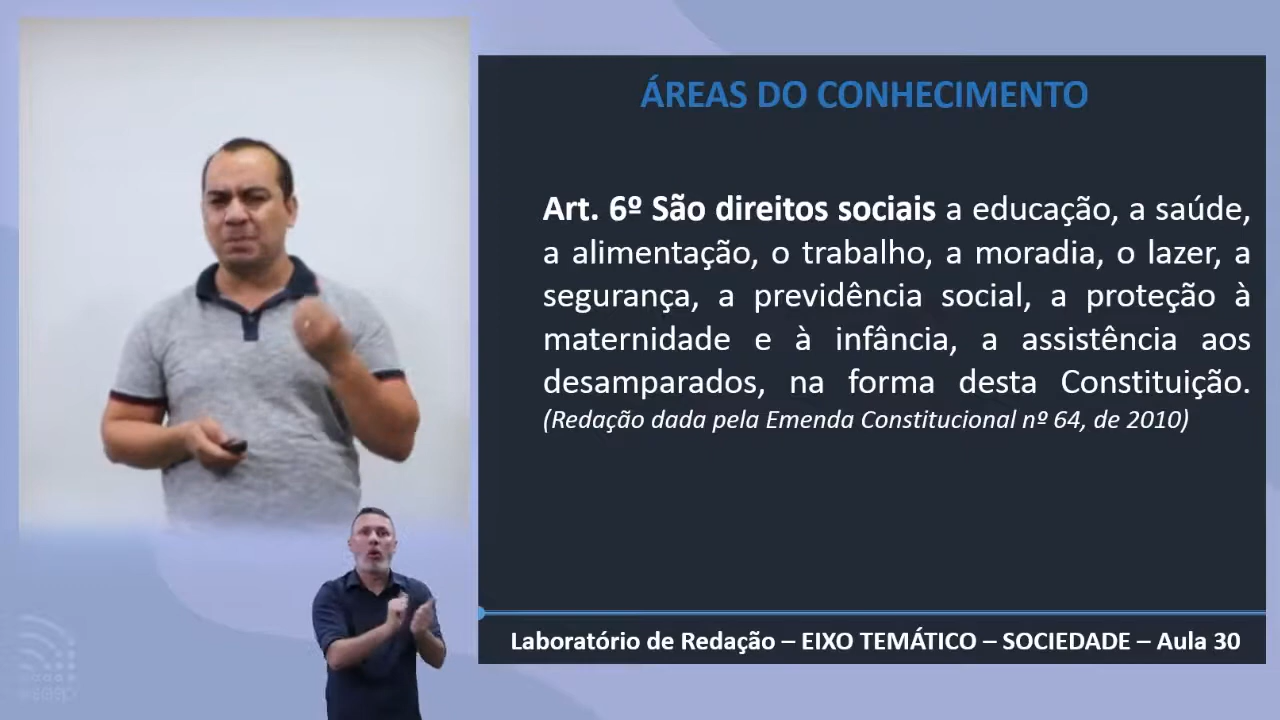 ÁREAS DO CONHECIMENTO
Art. 6º São direitos sociais a educação, a saúde,
a alimentação, o trabalho, a moradia, o lazer, a
segurança, a previdência social, a proteção à
maternidade e à infância, a assistência aos
desamparados, na forma desta Constituição.
(Redação dada pela Emenda Constitucional nº 64, de 2010)
Laboratório de Redação – EIXO TEMÁTICO – SOCIEDADE – Aula 30